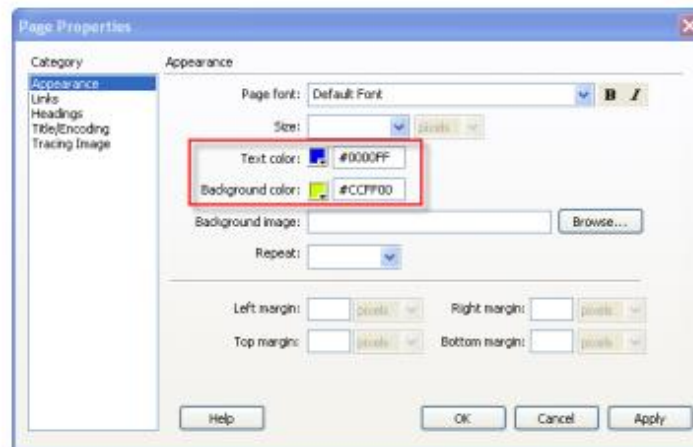 Page Properties
Category
Appearance
Links
Headings
Title/Encoding
Tracing Image
Appearance
Page font: Default Font B I
Size: pixels
Text color: #0000FF
Background color: #CCFF00
Background image: Browse...
Repeat:
Left margin: pixels Right margin: pixels
Top margin: pixels Bottom margin: pixels
Help OK Cancel Apply